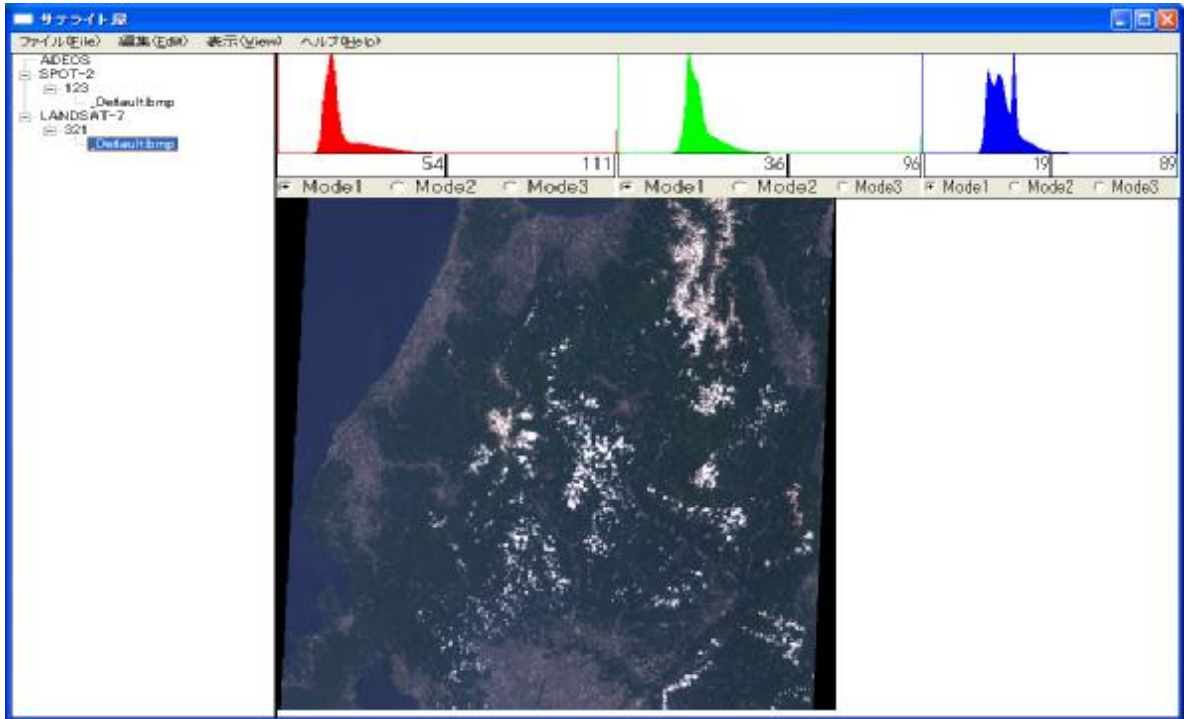 サテライト屋
ファイル(File) 編集(Edit) 表示(View) ヘルプ(Help)
ADEOS
SPOT-2
123
_Default.bmp
LANDSAT-7
321
_Default.bmp
54 111 36 96 19 89
Mode1 Mode2 Mode3 Mode1 Mode2 Mode3 Mode1 Mode2 Mode3